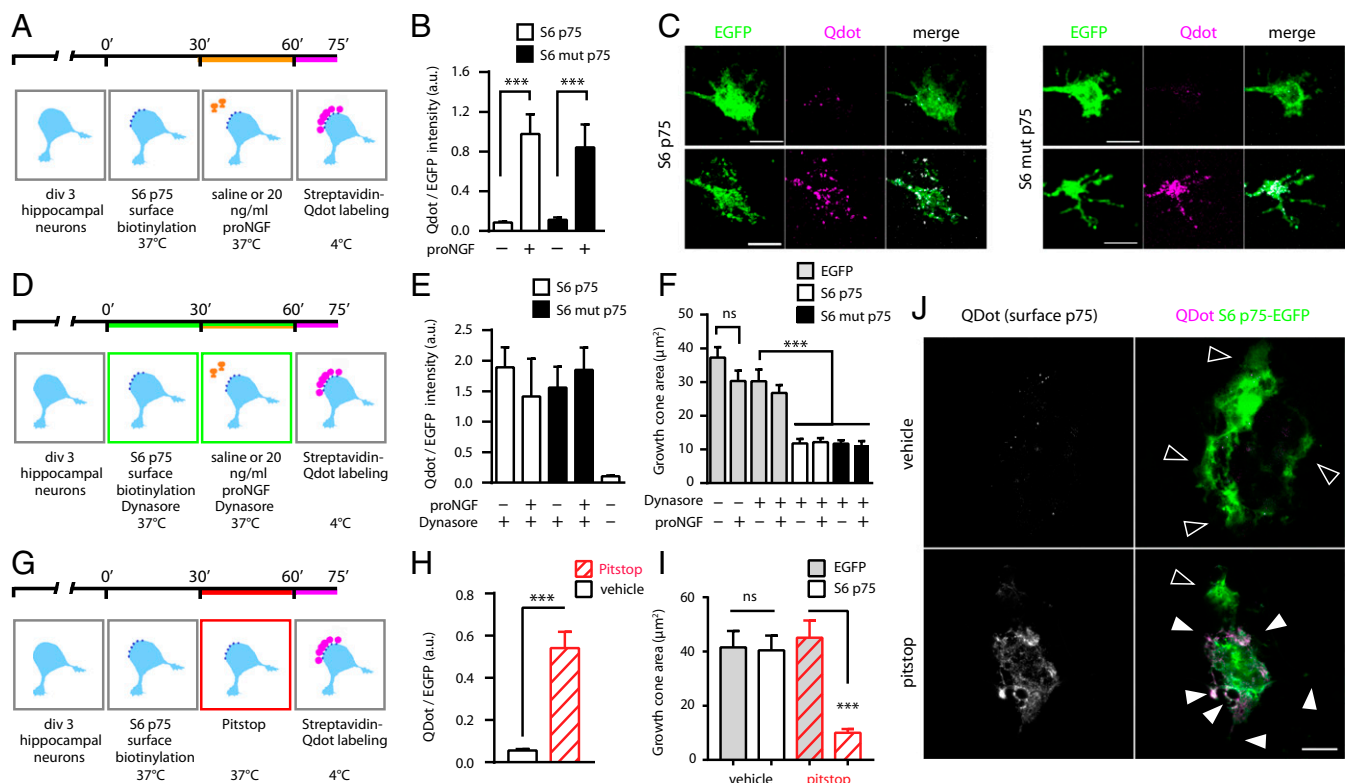 A
0′ 30′ 60′ 75′
div 3
hippocampal
neurons
S6 p75
surface
biotinylation
37°C
saline or 20
ng/ml
proNGF
37°C
Streptavidin-
Qdot labeling
4°C
B
S6 p75
S6 mut p75
Qdot / EGFP intensity (a.u.)
1.6
1.2
0.8
0.4
0.0
*** ***
proNGF − + − +
C
EGFP Qdot merge
S6 p75
EGFP Qdot merge
S6 mut p75
D
0′ 30′ 60′ 75′
div 3
hippocampal
neurons
S6 p75
surface
biotinylation
Dynasore
37°C
saline or 20
ng/ml
proNGF
Dynasore
37°C
Streptavidin-
Qdot labeling
4°C
E
S6 p75
S6 mut p75
Qdot / EGFP intensity (a.u.)
2.5
2.0
1.5
1.0
0.5
0.0
proNGF − + − + −
Dynasore + + + + −
F
EGFP
S6 p75
S6 mut p75
Growth cone area (µm²)
50
40
30
20
10
0
ns
***
Dynasore − − + + + + + +
proNGF − + − + − + − +
G
0′ 30′ 60′ 75′
div 3
hippocampal
neurons
S6 p75
surface
biotinylation
37°C
Pitstop
37°C
Streptavidin-
Qdot labeling
4°C
H
Pitstop
vehicle
QDot / EGFP (a.u.)
0.8
0.6
0.4
0.2
0.0
***
I
EGFP
S6 p75
Growth cone area (µm²)
60
40
20
0
ns
***
vehicle pitstop
J
QDot (surface p75) QDot S6 p75-EGFP
vehicle
pitstop